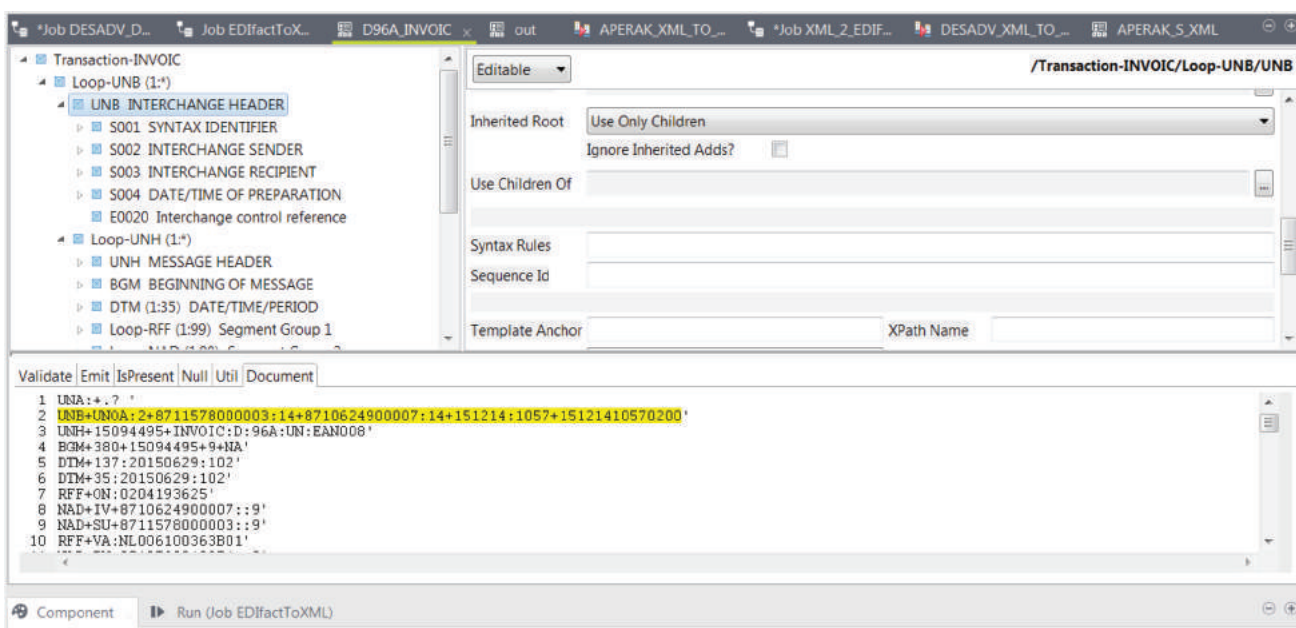 *Job DESADV_D... Job EDIfactToX... D96A_INVOIC out APERAK_XML_TO_... *Job XML_2_EDIF... DESADV_XML_TO_... APERAK_S_XML
Transaction-INVOIC
Loop-UNB (1:*)
UNB INTERCHANGE HEADER
S001 SYNTAX IDENTIFIER
S002 INTERCHANGE SENDER
S003 INTERCHANGE RECIPIENT
S004 DATE/TIME OF PREPARATION
E0020 Interchange control reference
Loop-UNH (1:*)
UNH MESSAGE HEADER
BGM BEGINNING OF MESSAGE
DTM (1:35) DATE/TIME/PERIOD
Loop-RFF (1:99) Segment Group 1
Editable /Transaction-INVOIC/Loop-UNB/UNB
Inherited Root Use Only Children
Ignore Inherited Adds?
Use Children Of ...
Syntax Rules
Sequence Id
Template Anchor XPath Name
Validate Emit IsPresent Null Util Document
1 UNA:+.? '
2 UNB+UNOA:2+8711578000003:14+8710624900007:14+151214:1057+15121410570200'
3 UNH+15094495+INVOIC:D:96A:UN:EAN008'
4 BGM+380+15094495+9+NA'
5 DTM+137:20150629:102'
6 DTM+35:20150629:102'
7 RFF+ON:0204193625'
8 NAD+IV+8710624900007::9'
9 NAD+SU+8711578000003::9'
10 RFF+VA:NL006100363B01'
Component Run (Job EDIfactToXML)